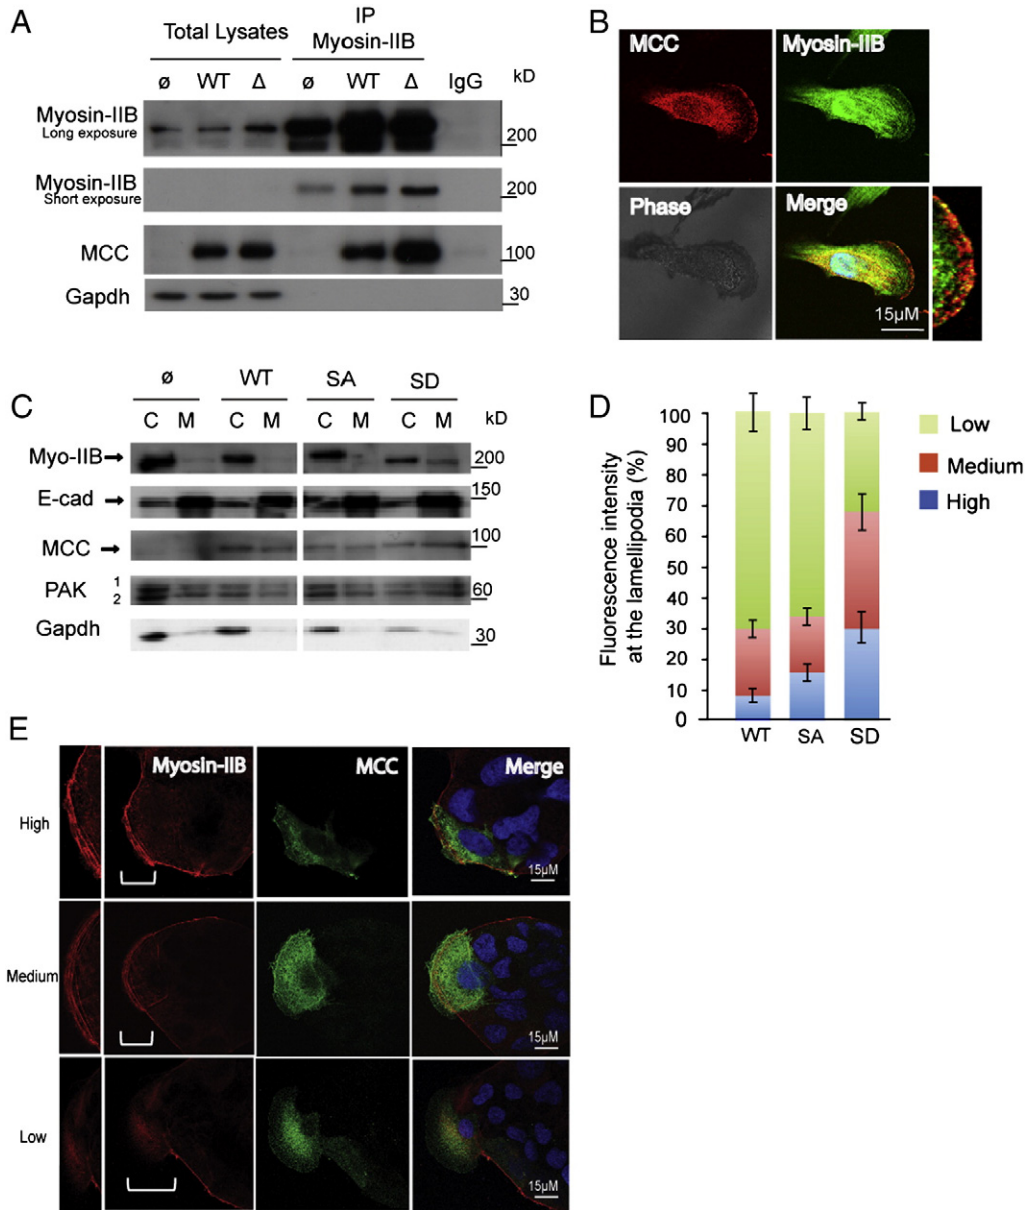 A
Total Lysates
IP
Myosin-IIB
ø WT Δ ø WT Δ IgG kD
Myosin-IIB
Long exposure
200
Myosin-IIB
Short exposure
200
MCC
100
Gapdh
30
B
MCC
Myosin-IIB
Phase
Merge
15µM
C
ø WT SA SD
C M C M C M C M kD
Myo-IIB
200
E-cad
150
MCC
100
PAK
1
2
60
Gapdh
30
D
Fluorescence intensity
at the lamellipodia (%)
100
90
80
70
60
50
40
30
20
10
0
WT SA SD
Low
Medium
High
E
Myosin-IIB MCC Merge
High
15µM
Medium
15µM
Low
15µM